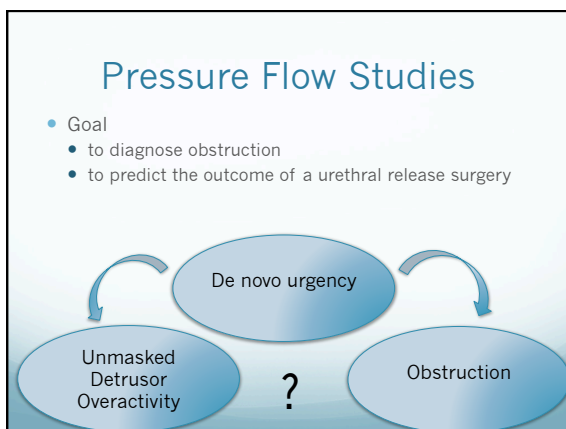 Pressure Flow Studies
• Goal
• to diagnose obstruction
• to predict the outcome of a urethral release surgery
De novo urgency
Unmasked
Detrusor
Overactivity
?
Obstruction